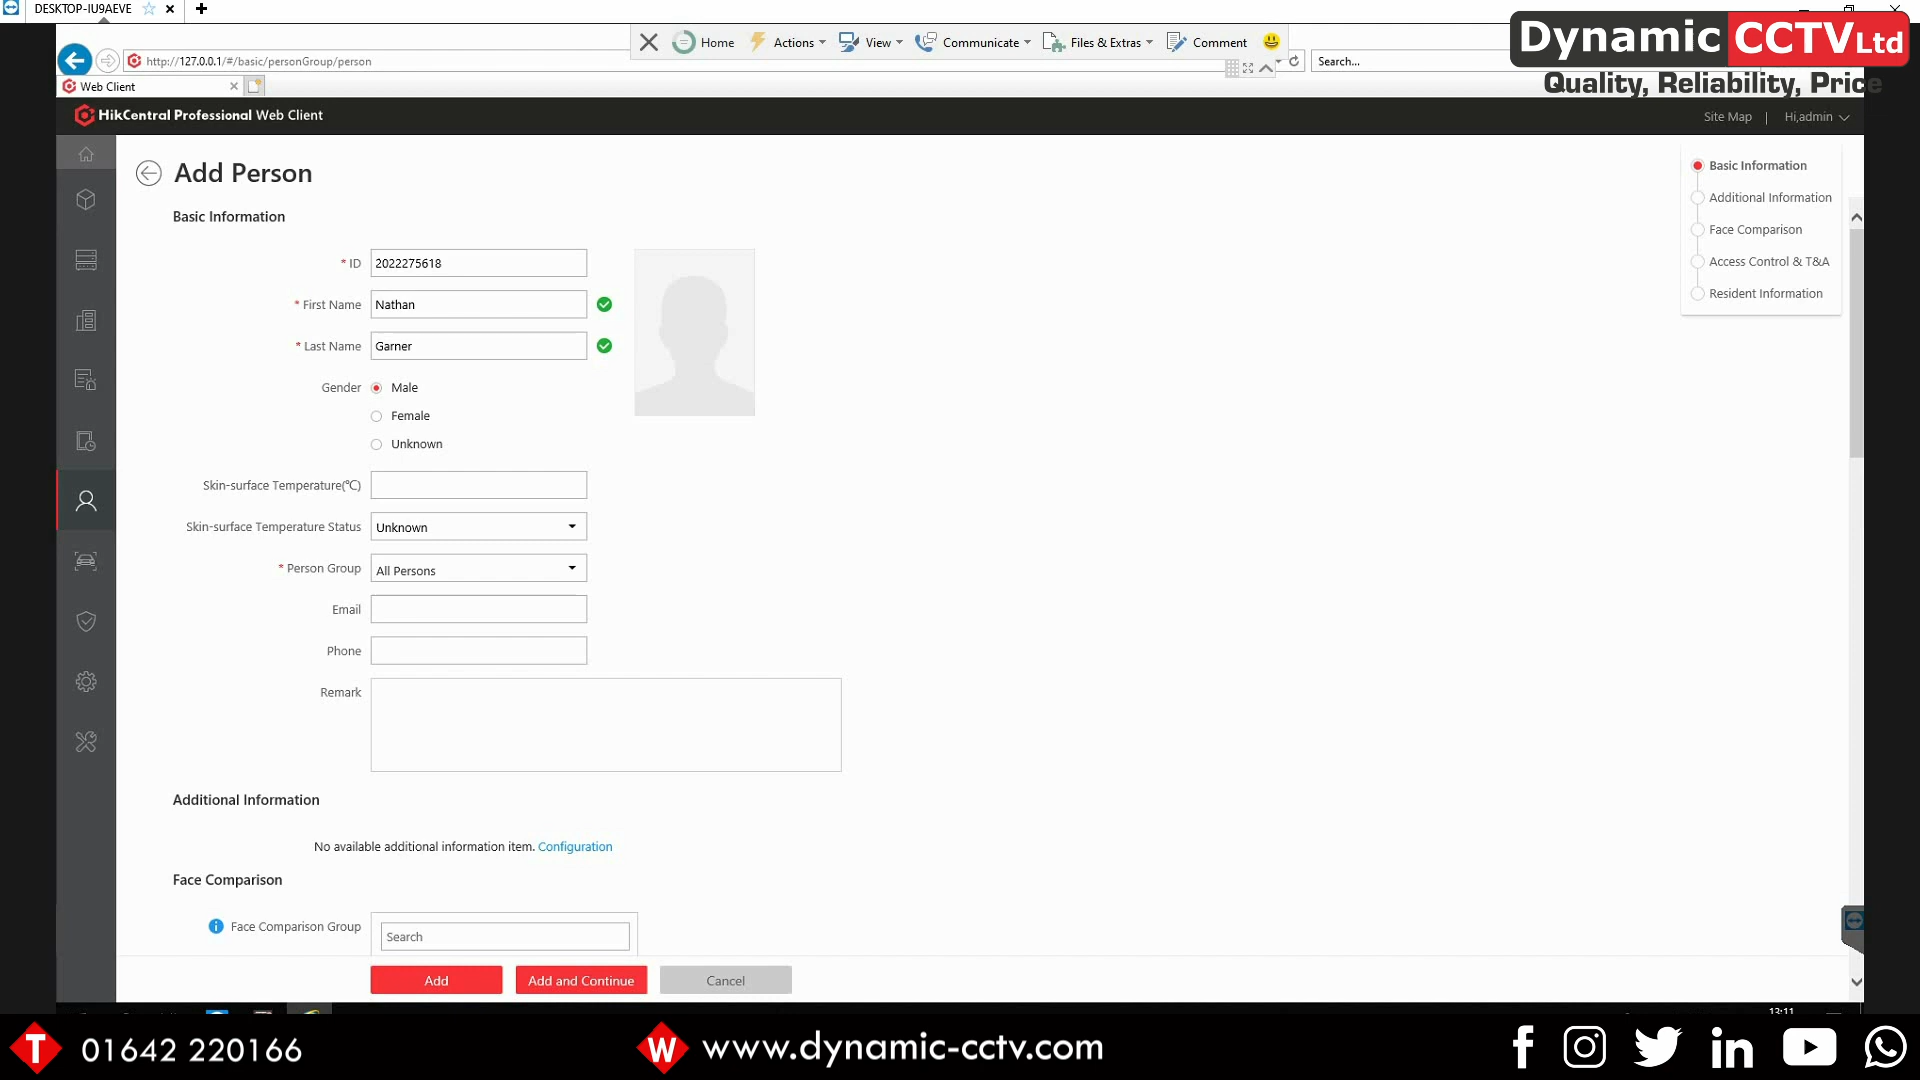 DESKTOP-IU9AEVE
Home
Actions
View
Communicate
Files & Extras
Comment
Dynamic CCTV Ltd
Quality, Reliability, Price
http://127.0.0.1/#/basic/personGroup/person
Search...
Web Client
HikCentral Professional Web Client
Site Map | Hi,admin
Add Person
Basic Information
* ID 2022275618
* First Name Nathan
* Last Name Garner
Gender Male
Female
Unknown
Skin-surface Temperature(℃)
Skin-surface Temperature Status Unknown
* Person Group All Persons
Email
Phone
Remark
Additional Information
No available additional information item. Configuration
Face Comparison
Face Comparison Group
Search
Add
Add and Continue
Cancel
Basic Information
Additional Information
Face Comparison
Access Control & T&A
Resident Information
13:11
T 01642 220166
W www.dynamic-cctv.com